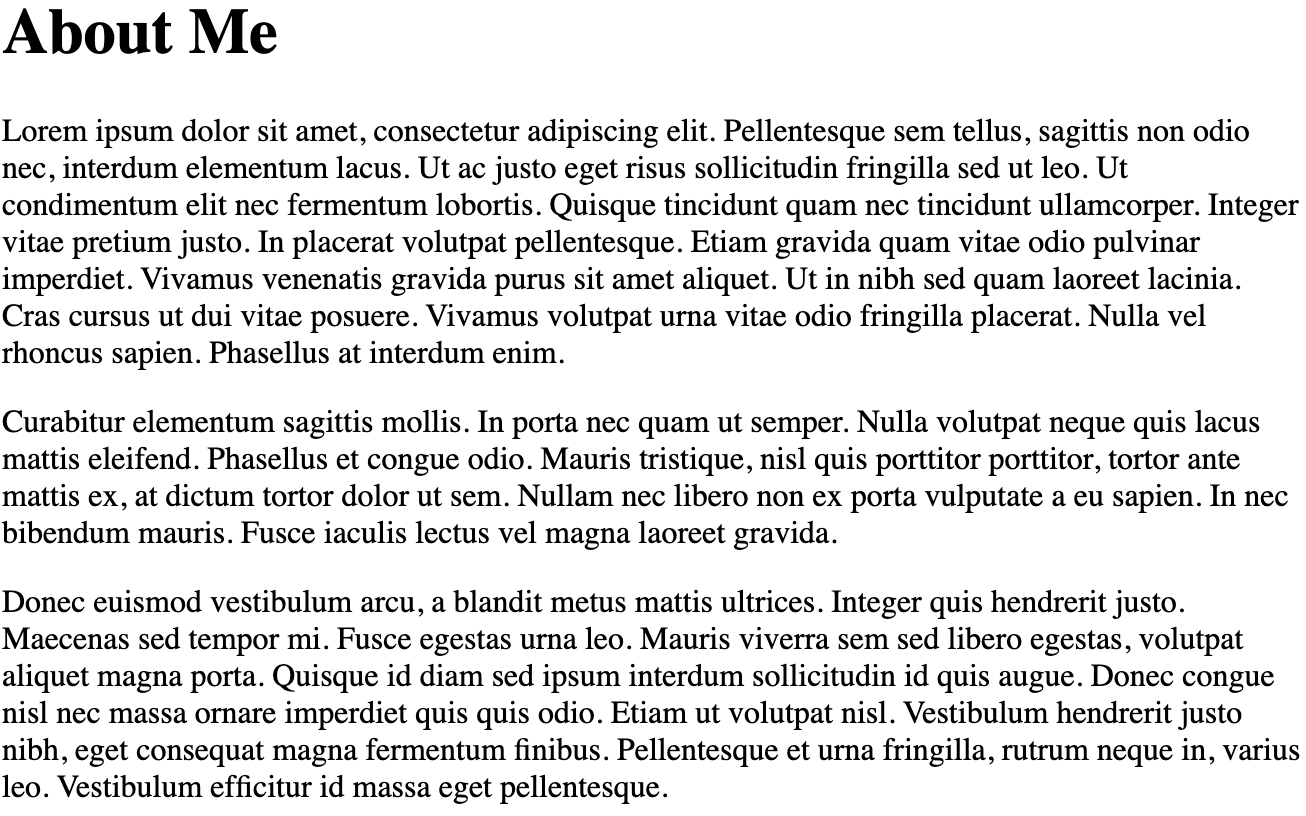 About Me
Lorem ipsum dolor sit amet, consectetur adipiscing elit. Pellentesque sem tellus, sagittis non odio
nec, interdum elementum lacus. Ut ac justo eget risus sollicitudin fringilla sed ut leo. Ut
condimentum elit nec fermentum lobortis. Quisque tincidunt quam nec tincidunt ullamcorper. Integer
vitae pretium justo. In placerat volutpat pellentesque. Etiam gravida quam vitae odio pulvinar
imperdiet. Vivamus venenatis gravida purus sit amet aliquet. Ut in nibh sed quam laoreet lacinia.
Cras cursus ut dui vitae posuere. Vivamus volutpat urna vitae odio fringilla placerat. Nulla vel
rhoncus sapien. Phasellus at interdum enim.
Curabitur elementum sagittis mollis. In porta nec quam ut semper. Nulla volutpat neque quis lacus
mattis eleifend. Phasellus et congue odio. Mauris tristique, nisl quis porttitor porttitor, tortor ante
mattis ex, at dictum tortor dolor ut sem. Nullam nec libero non ex porta vulputate a eu sapien. In nec
bibendum mauris. Fusce iaculis lectus vel magna laoreet gravida.
Donec euismod vestibulum arcu, a blandit metus mattis ultrices. Integer quis hendrerit justo.
Maecenas sed tempor mi. Fusce egestas urna leo. Mauris viverra sem sed libero egestas, volutpat
aliquet magna porta. Quisque id diam sed ipsum interdum sollicitudin id quis augue. Donec congue
nisl nec massa ornare imperdiet quis quis odio. Etiam ut volutpat nisl. Vestibulum hendrerit justo
nibh, eget consequat magna fermentum finibus. Pellentesque et urna fringilla, rutrum neque in, varius
leo. Vestibulum efficitur id massa eget pellentesque.